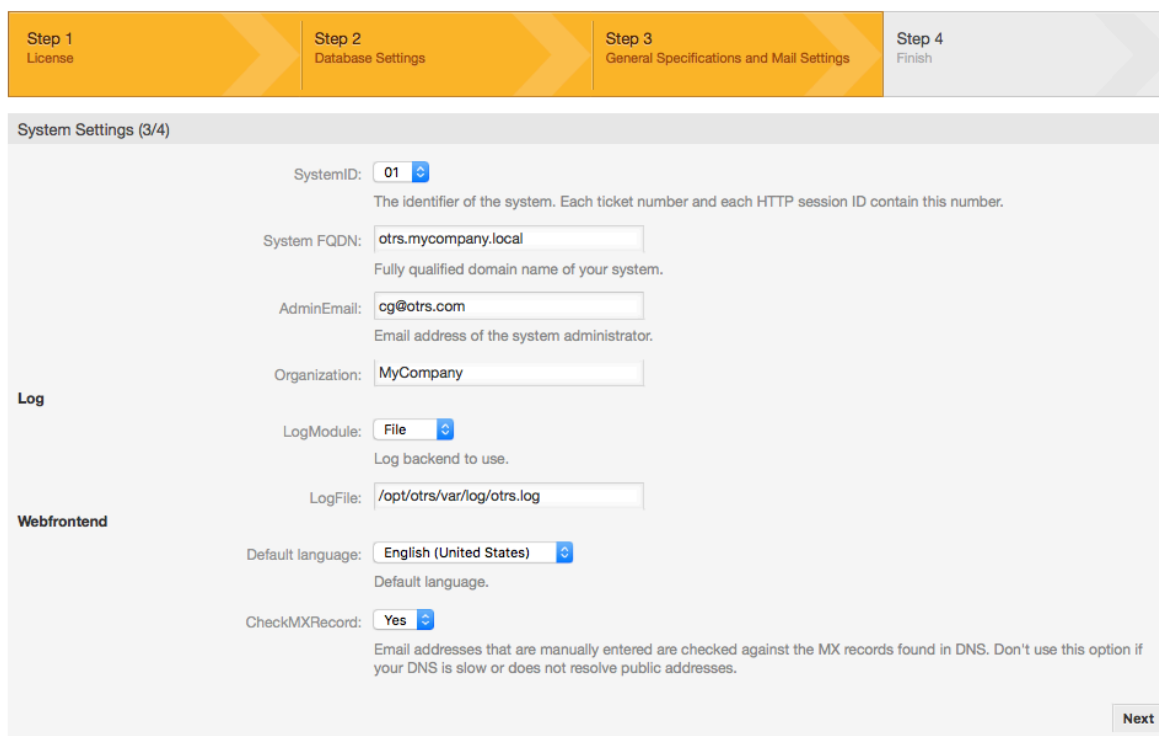 Step 1
License
Step 2
Database Settings
Step 3
General Specifications and Mail Settings
Step 4
Finish
System Settings (3/4)
SystemID: 01
The identifier of the system. Each ticket number and each HTTP session ID contain this number.
System FQDN: otrs.mycompany.local
Fully qualified domain name of your system.
AdminEmail: cg@otrs.com
Email address of the system administrator.
Organization: MyCompany
Log
LogModule: File
Log backend to use.
LogFile: /opt/otrs/var/log/otrs.log
Webfrontend
Default language: English (United States)
Default language.
CheckMXRecord: Yes
Email addresses that are manually entered are checked against the MX records found in DNS. Don't use this option if
your DNS is slow or does not resolve public addresses.
Next